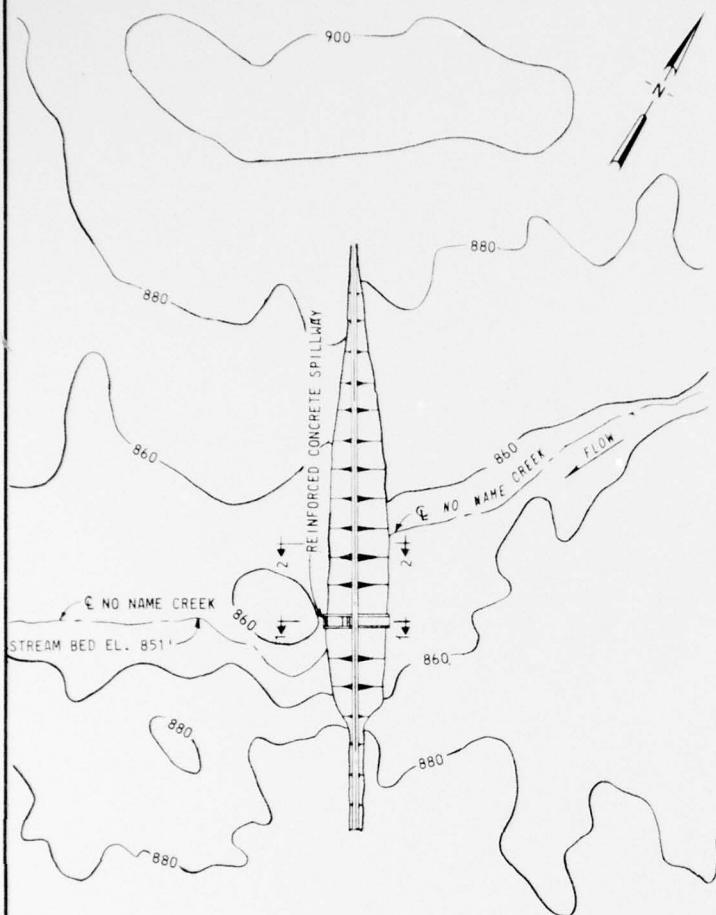 900
N
880
880
REINFORCED CONCRETE SPILLWAY
860
860
℄ NO NAME CREEK
FLOW
2
2
℄ NO NAME CREEK
860
STREAM BED EL. 851'
1
1
860
880
880
880